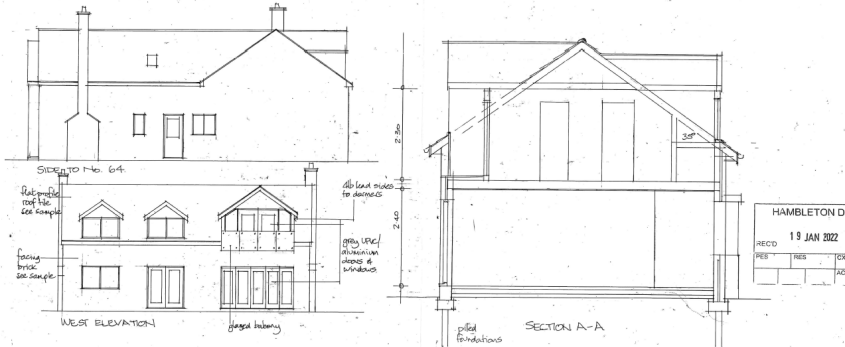 SIDE TO No. 64.
flat profile
roof tile
see sample
facing
brick
see sample
4lb lead sides
to dormers
grey UPVC/
aluminium
doors &
windows
WEST ELEVATION
glazed balcony
2.30
2.40
35°
piled
foundations
SECTION A-A
HAMBLETON D
19 JAN 2022
REC'D
PES RES